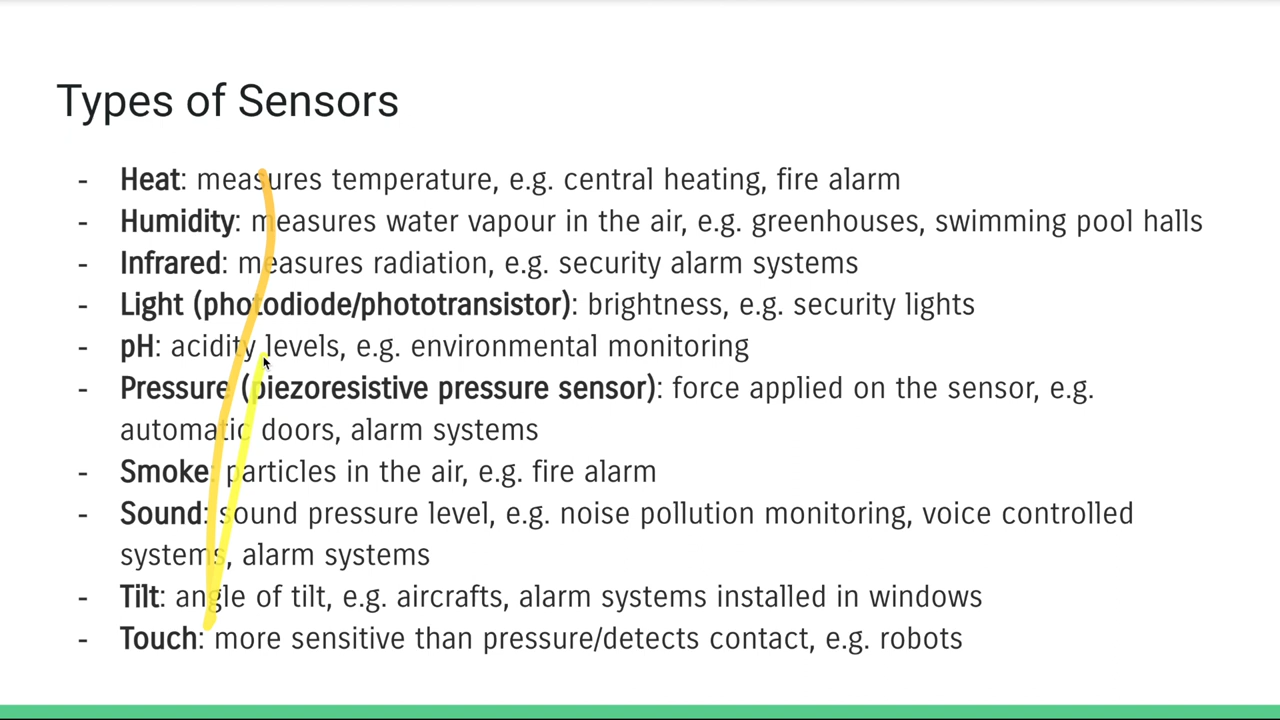 Types of Sensors
- Heat: measures temperature, e.g. central heating, fire alarm
- Humidity: measures water vapour in the air, e.g. greenhouses, swimming pool halls
- Infrared: measures radiation, e.g. security alarm systems
- Light (photodiode/phototransistor): brightness, e.g. security lights
- pH: acidity levels, e.g. environmental monitoring
- Pressure (piezoresistive pressure sensor): force applied on the sensor, e.g.
automatic doors, alarm systems
- Smoke: particles in the air, e.g. fire alarm
- Sound: sound pressure level, e.g. noise pollution monitoring, voice controlled
systems, alarm systems
- Tilt: angle of tilt, e.g. aircrafts, alarm systems installed in windows
- Touch: more sensitive than pressure/detects contact, e.g. robots